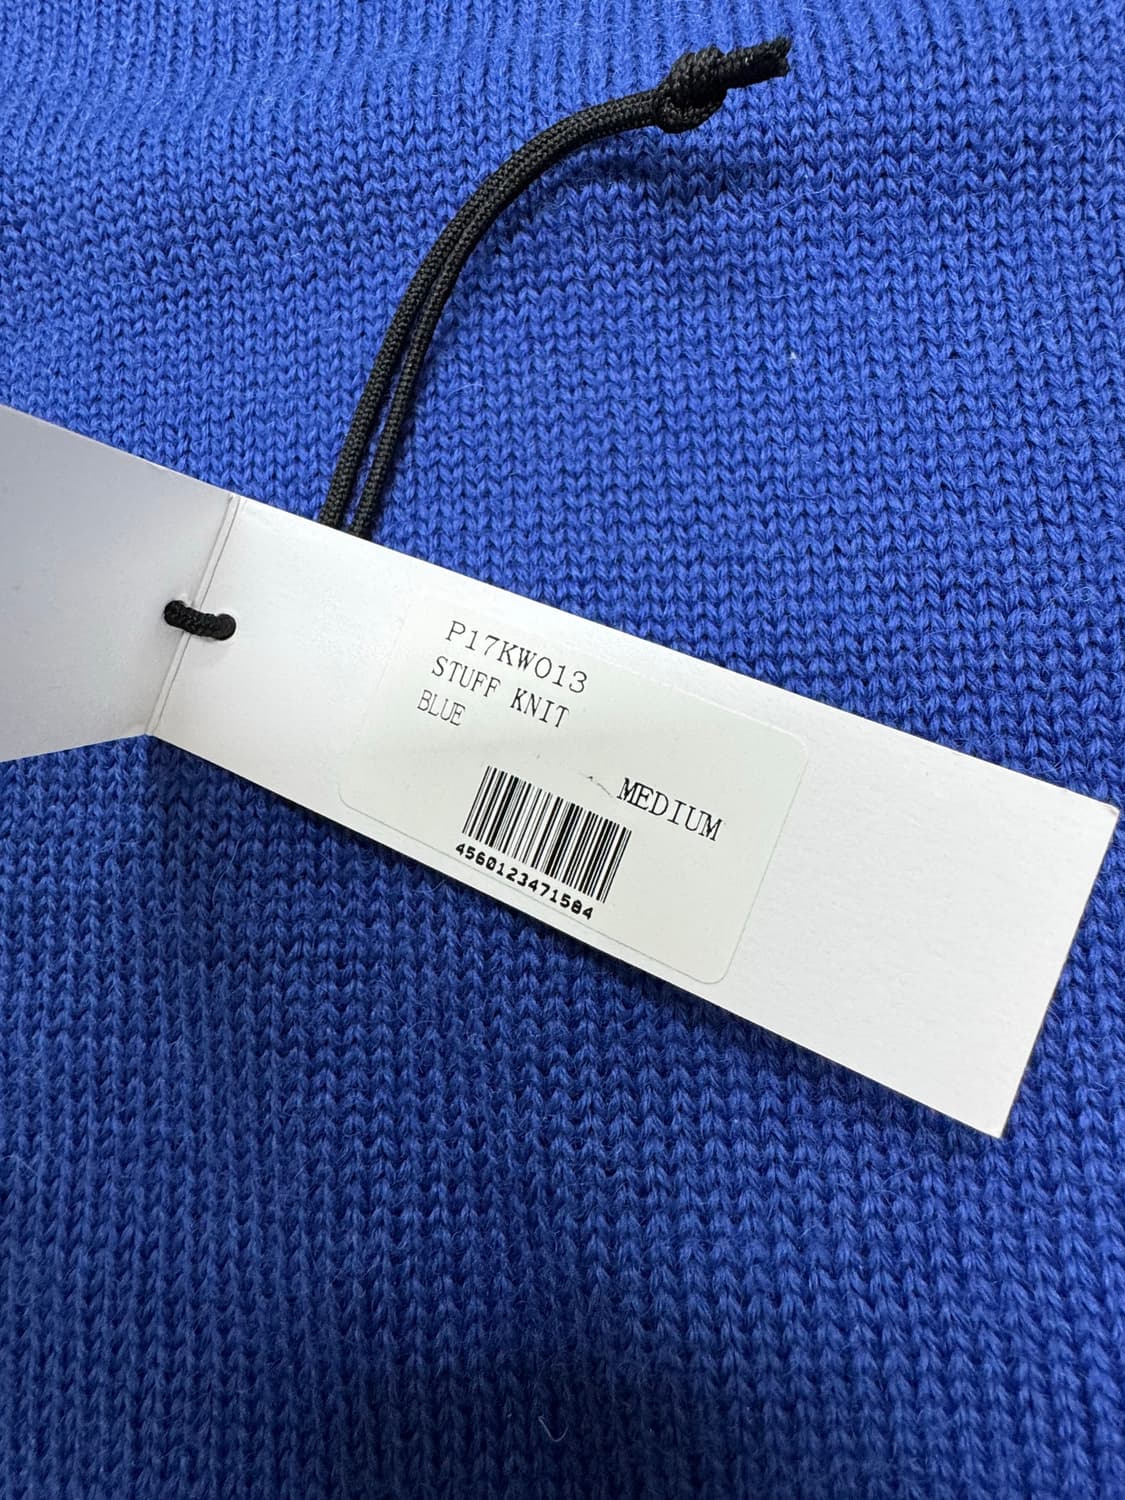 P17KW013
STUFF KNIT
BLUE
MEDIUM
4560123471584